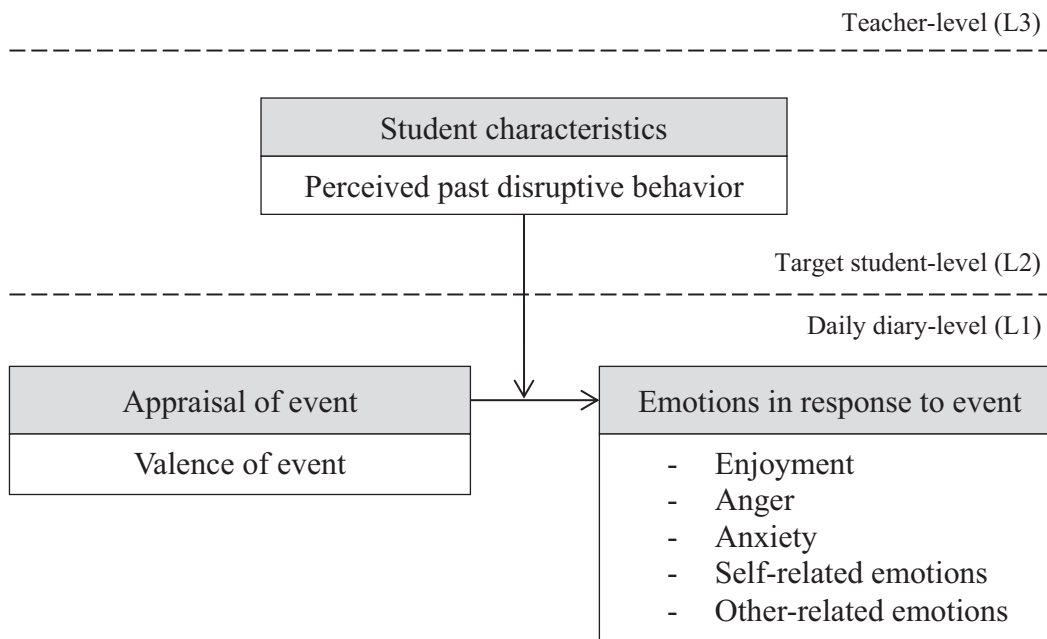 Teacher-level (L3)
Student characteristics
Perceived past disruptive behavior
Target student-level (L2)
Daily diary-level (L1)
Appraisal of event
Valence of event
Emotions in response to event
- Enjoyment
- Anger
- Anxiety
- Self-related emotions
- Other-related emotions